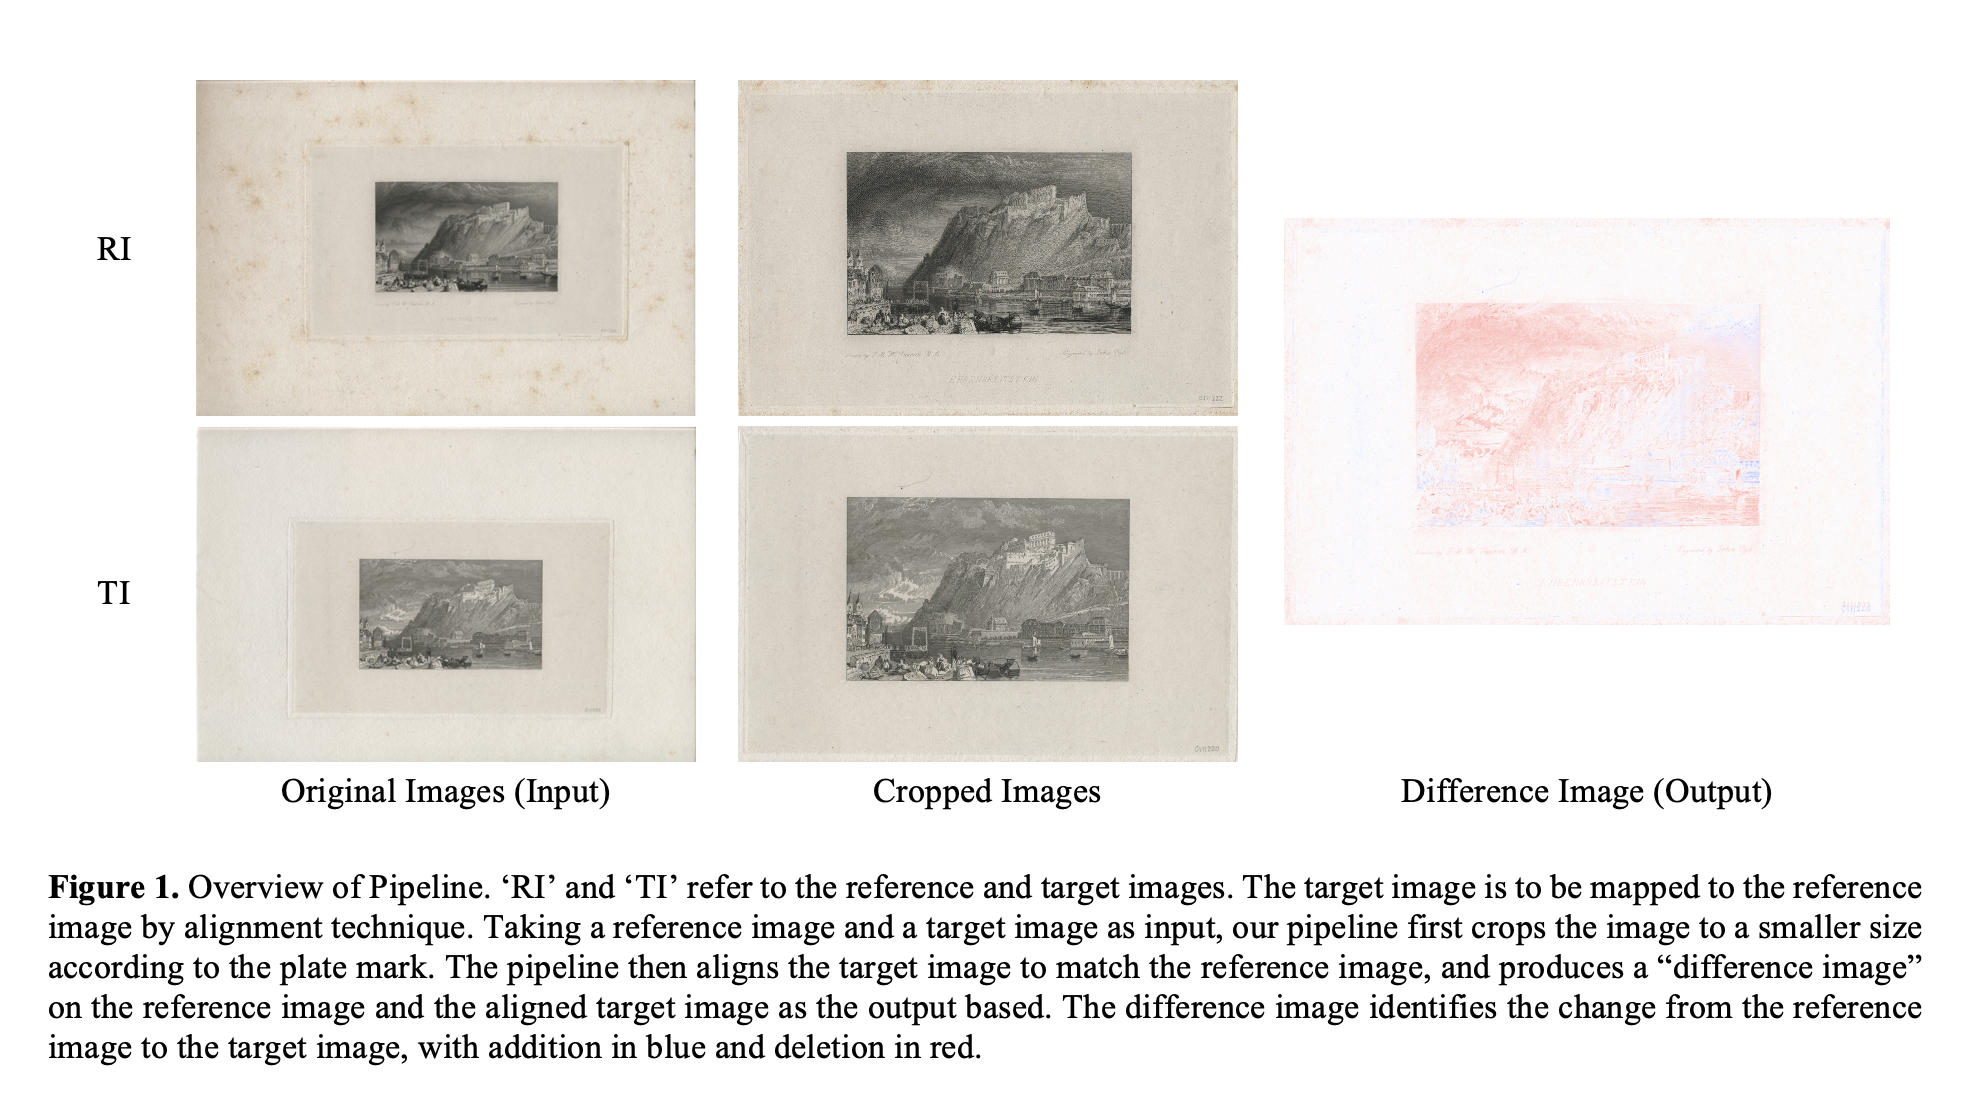 RI
TI
EHRENBREITSTEIN
Original Images (Input)
Cropped Images
Difference Image (Output)
Figure 1. Overview of Pipeline. ‘RI’ and ‘TI’ refer to the reference and target images. The target image is to be mapped to the reference
image by alignment technique. Taking a reference image and a target image as input, our pipeline first crops the image to a smaller size
according to the plate mark. The pipeline then aligns the target image to match the reference image, and produces a “difference image”
on the reference image and the aligned target image as the output based. The difference image identifies the change from the reference
image to the target image, with addition in blue and deletion in red.